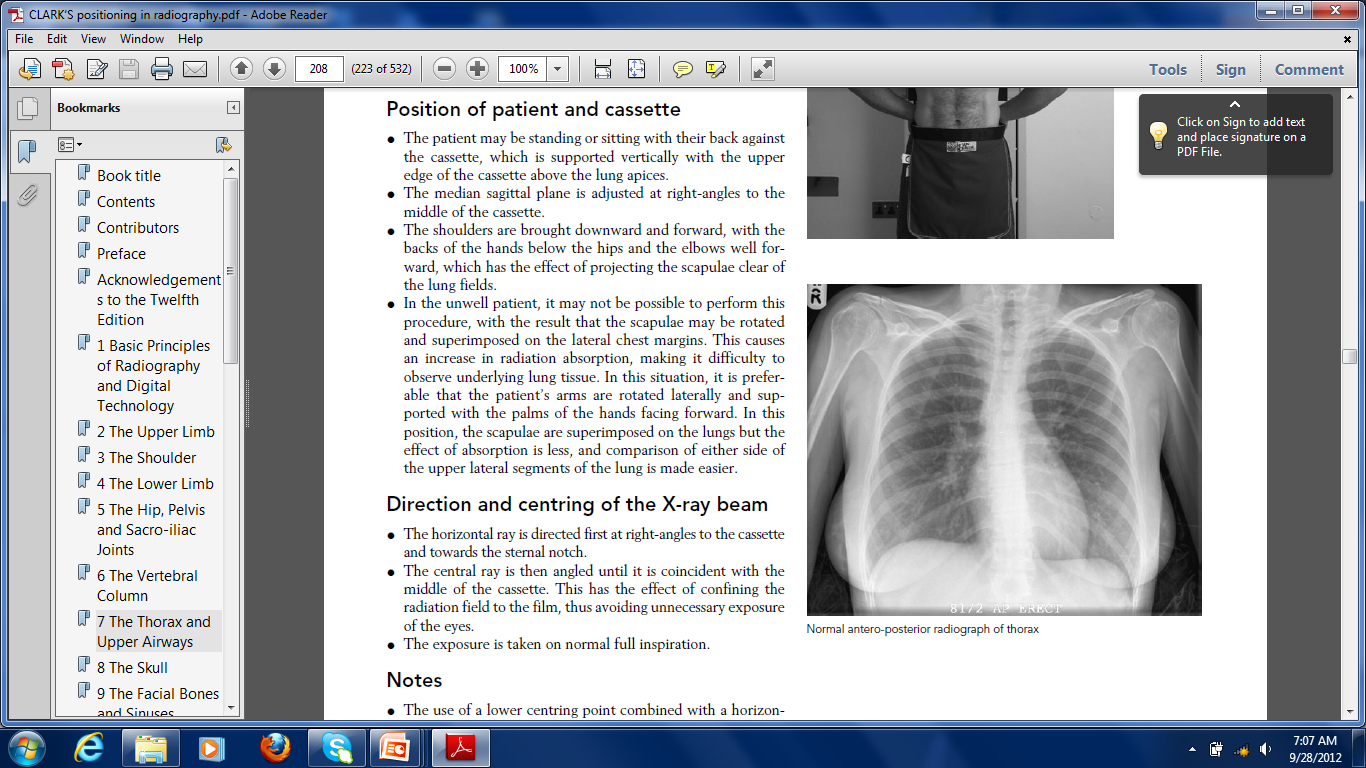 CLARK'S positioning in radiography.pdf - Adobe Reader
File Edit View Window Help
208 (223 of 532) 100% Tools Sign Comment
Bookmarks
Book title
Contents
Contributors
Preface
Acknowledgement
s to the Twelfth
Edition
1 Basic Principles
of Radiography
and Digital
Technology
2 The Upper Limb
3 The Shoulder
4 The Lower Limb
5 The Hip, Pelvis
and Sacro-iliac
Joints
6 The Vertebral
Column
7 The Thorax and
Upper Airways
8 The Skull
9 The Facial Bones
and Sinuses
Position of patient and cassette
● The patient may be standing or sitting with their back against
the cassette, which is supported vertically with the upper
edge of the cassette above the lung apices.
● The median sagittal plane is adjusted at right-angles to the
middle of the cassette.
● The shoulders are brought downward and forward, with the
backs of the hands below the hips and the elbows well for-
ward, which has the effect of projecting the scapulae clear of
the lung fields.
● In the unwell patient, it may not be possible to perform this
procedure, with the result that the scapulae may be rotated
and superimposed on the lateral chest margins. This causes
an increase in radiation absorption, making it difficulty to
observe underlying lung tissue. In this situation, it is prefer-
able that the patient's arms are rotated laterally and sup-
ported with the palms of the hands facing forward. In this
position, the scapulae are superimposed on the lungs but the
effect of absorption is less, and comparison of either side of
the upper lateral segments of the lung is made easier.
Direction and centring of the X-ray beam
● The horizontal ray is directed first at right-angles to the cassette
and towards the sternal notch.
● The central ray is then angled until it is coincident with the
middle of the cassette. This has the effect of confining the
radiation field to the film, thus avoiding unnecessary exposure
of the eyes.
● The exposure is taken on normal full inspiration.
Notes
● The use of a lower centring point combined with a horizon-
Click on Sign to add text
and place signature on a
PDF File.
R
81/2 AP ERECT
Normal antero-posterior radiograph of thorax
7:07 AM
9/28/2012